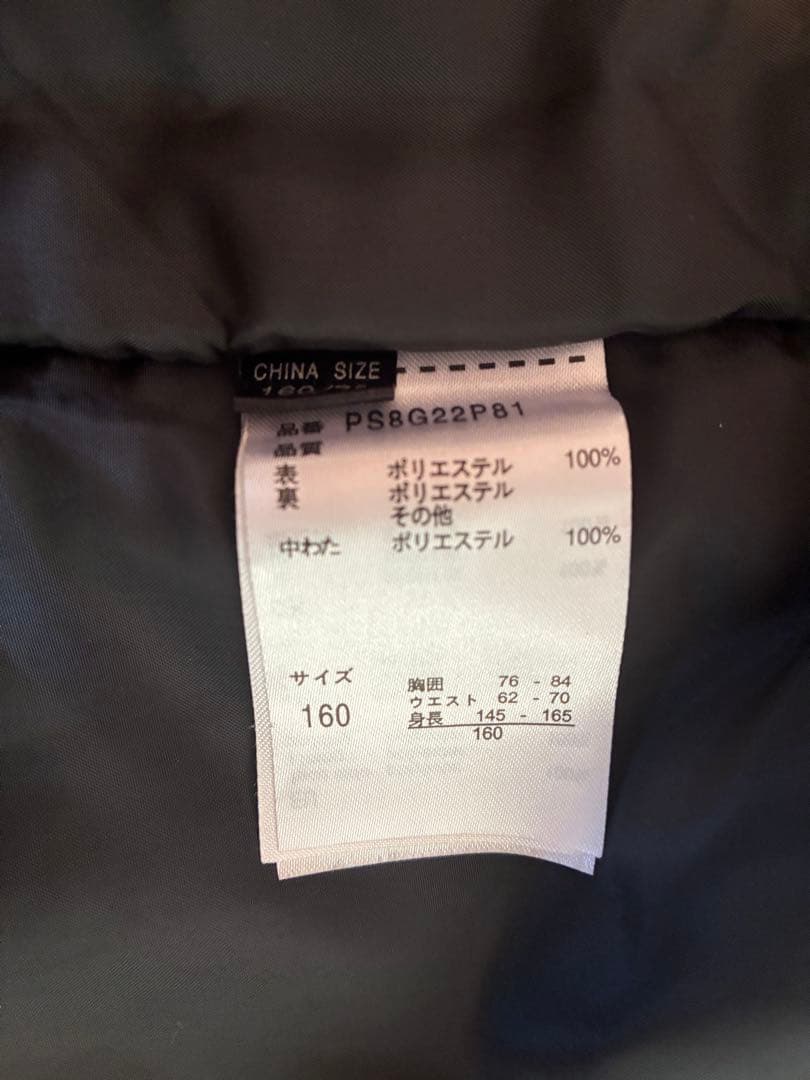 CHINA SIZE
品番 PS8G22P81
品質
表 ポリエステル 100%
裏 ポリエステル
その他
中わた ポリエステル 100%
サイズ
160
胸囲 76 - 84
ウエスト 62 - 70
身長 145 - 165
160